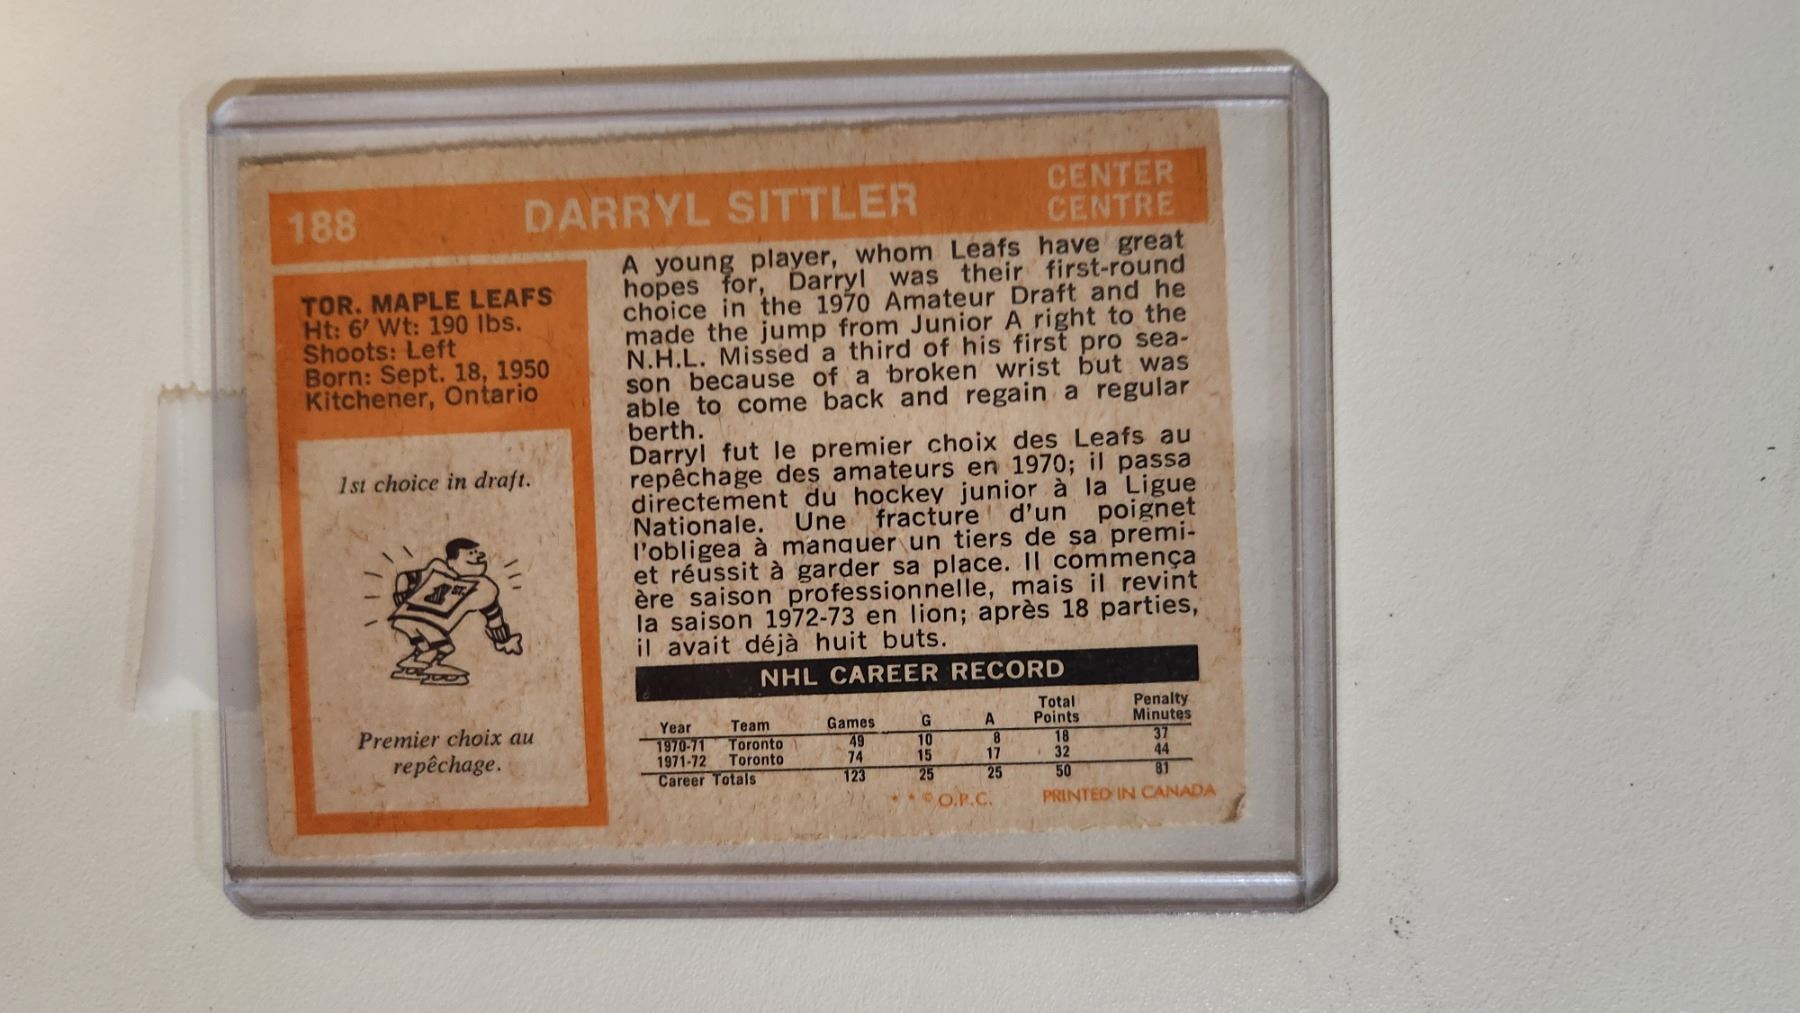 188 DARRYL SITTLER CENTER
CENTRE
TOR. MAPLE LEAFS
Ht: 6' Wt: 190 lbs.
Shoots: Left
Born: Sept. 18, 1950
Kitchener, Ontario
1st choice in draft.
1 ST.
Premier choix au
repêchage.
A young player, whom Leafs have great
hopes for, Darryl was their first-round
choice in the 1970 Amateur Draft and he
made the jump from Junior A right to the
N.H.L. Missed a third of his first pro sea-
son because of a broken wrist but was
able to come back and regain a regular
berth.
Darryl fut le premier choix des Leafs au
repêchage des amateurs en 1970; il passa
directement du hockey junior à la Ligue
Nationale. Une fracture d'un poignet
l'obligea à manquer un tiers de sa premi-
et réussit à garder sa place. Il commença
ère saison professionnelle, mais il revint
la saison 1972-73 en lion; après 18 parties,
il avait déjà huit buts.
NHL CAREER RECORD
Year Team Games G A Total Points Penalty Minutes
1970-71 Toronto 49 10 8 18 37
1971-72 Toronto 74 15 17 32 44
Career Totals 123 25 25 50 81
* * © O.P.C. PRINTED IN CANADA